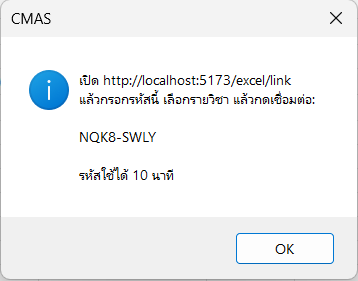 CMAS
เปิด http://localhost:5173/excel/link
แล้วกรอกรหัสนี้ เลือกรายวิชา แล้วกดเชื่อมต่อ:
NQK8-SWLY
รหัสใช้ได้ 10 นาที
OK